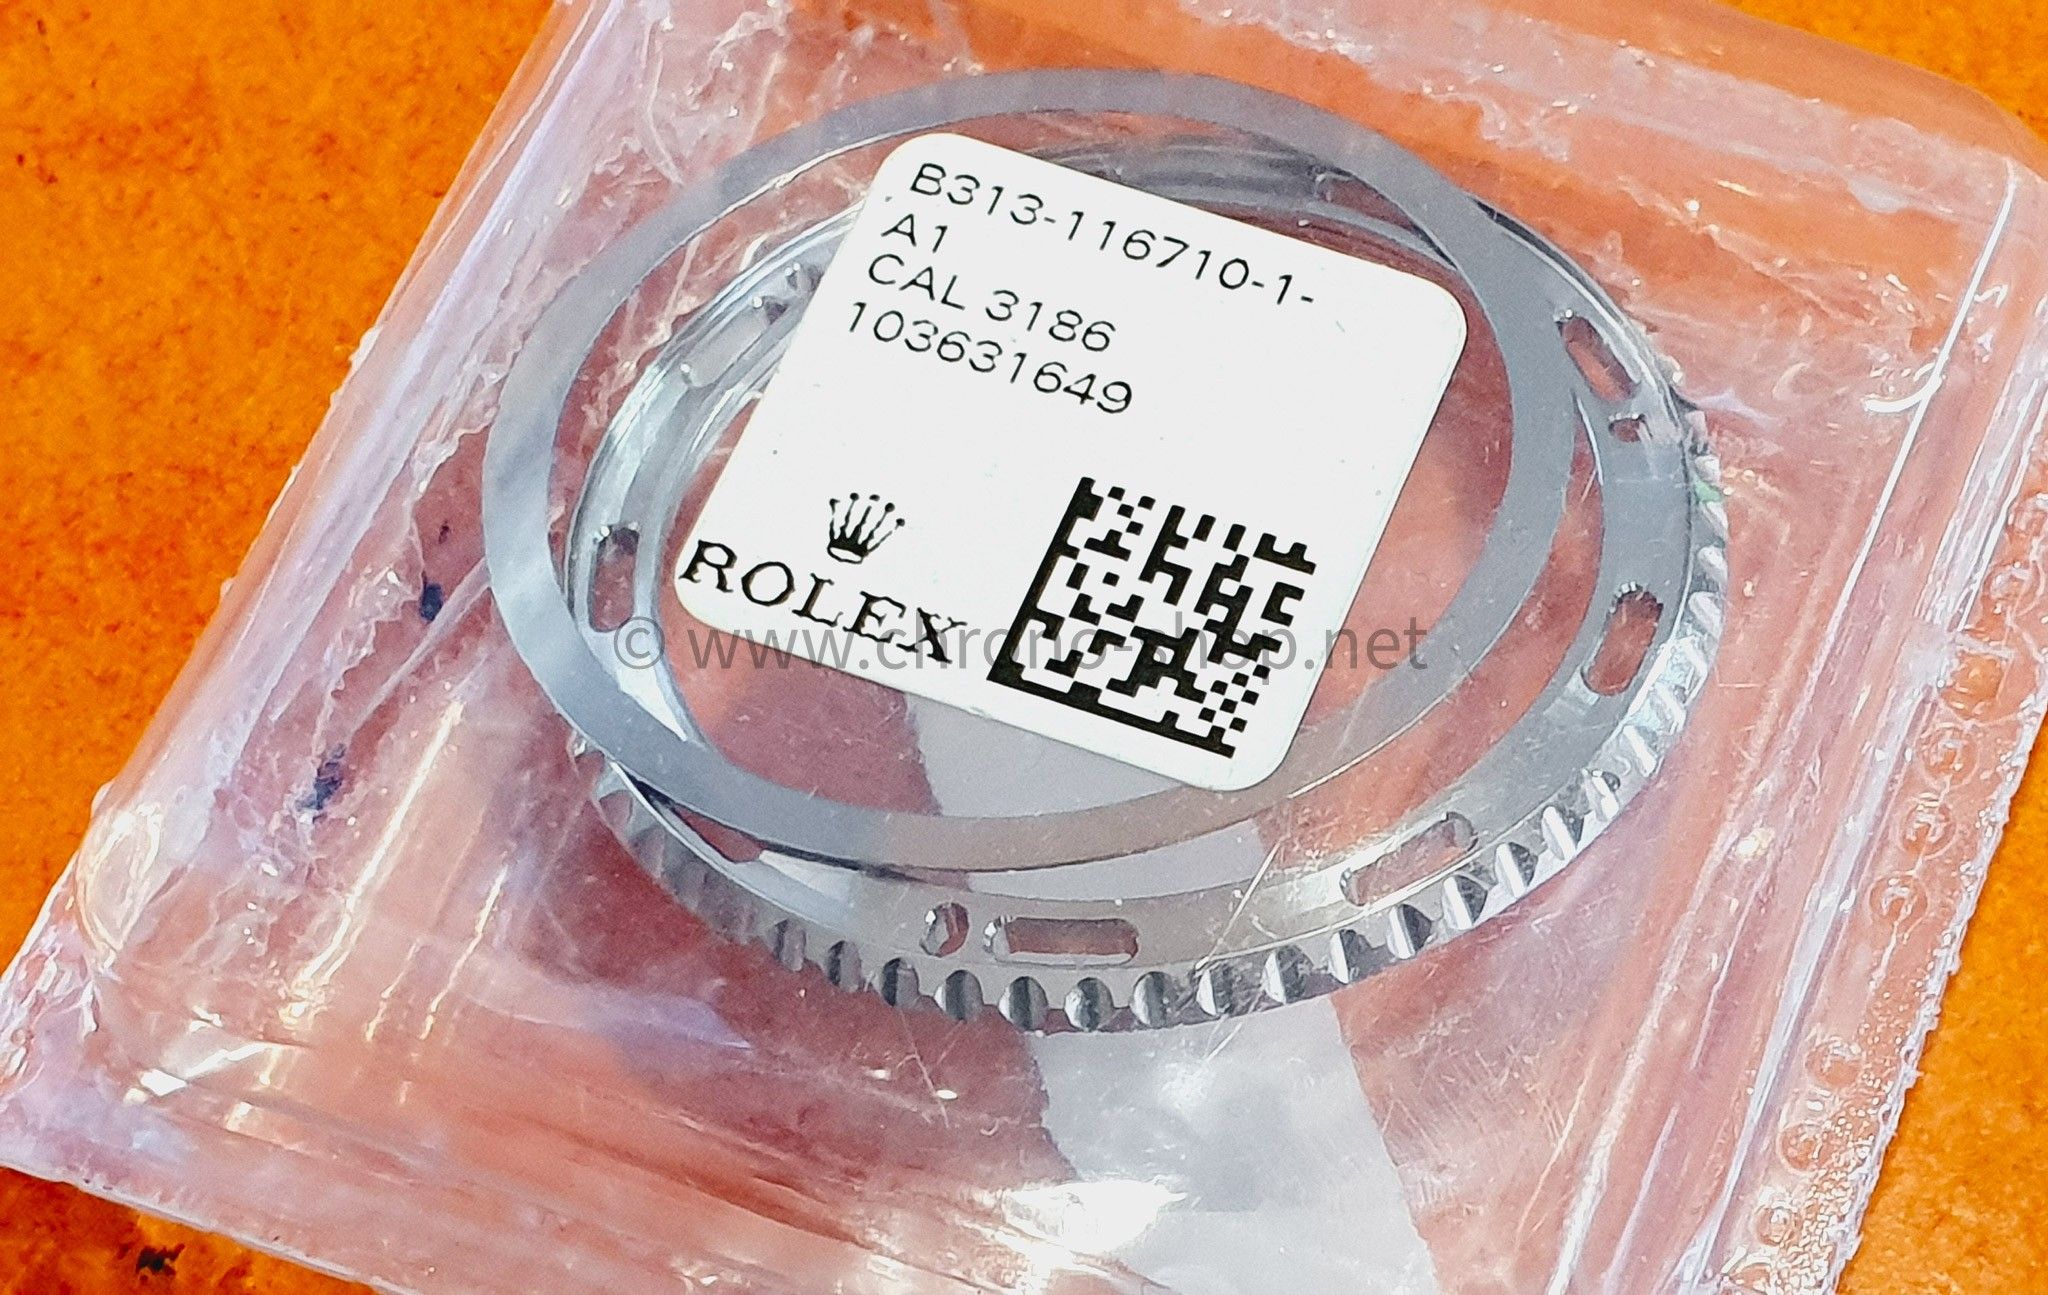 B313-116710-1-
A1
CAL 3186
103631649
ROLEX
© www.chrono-shop.net